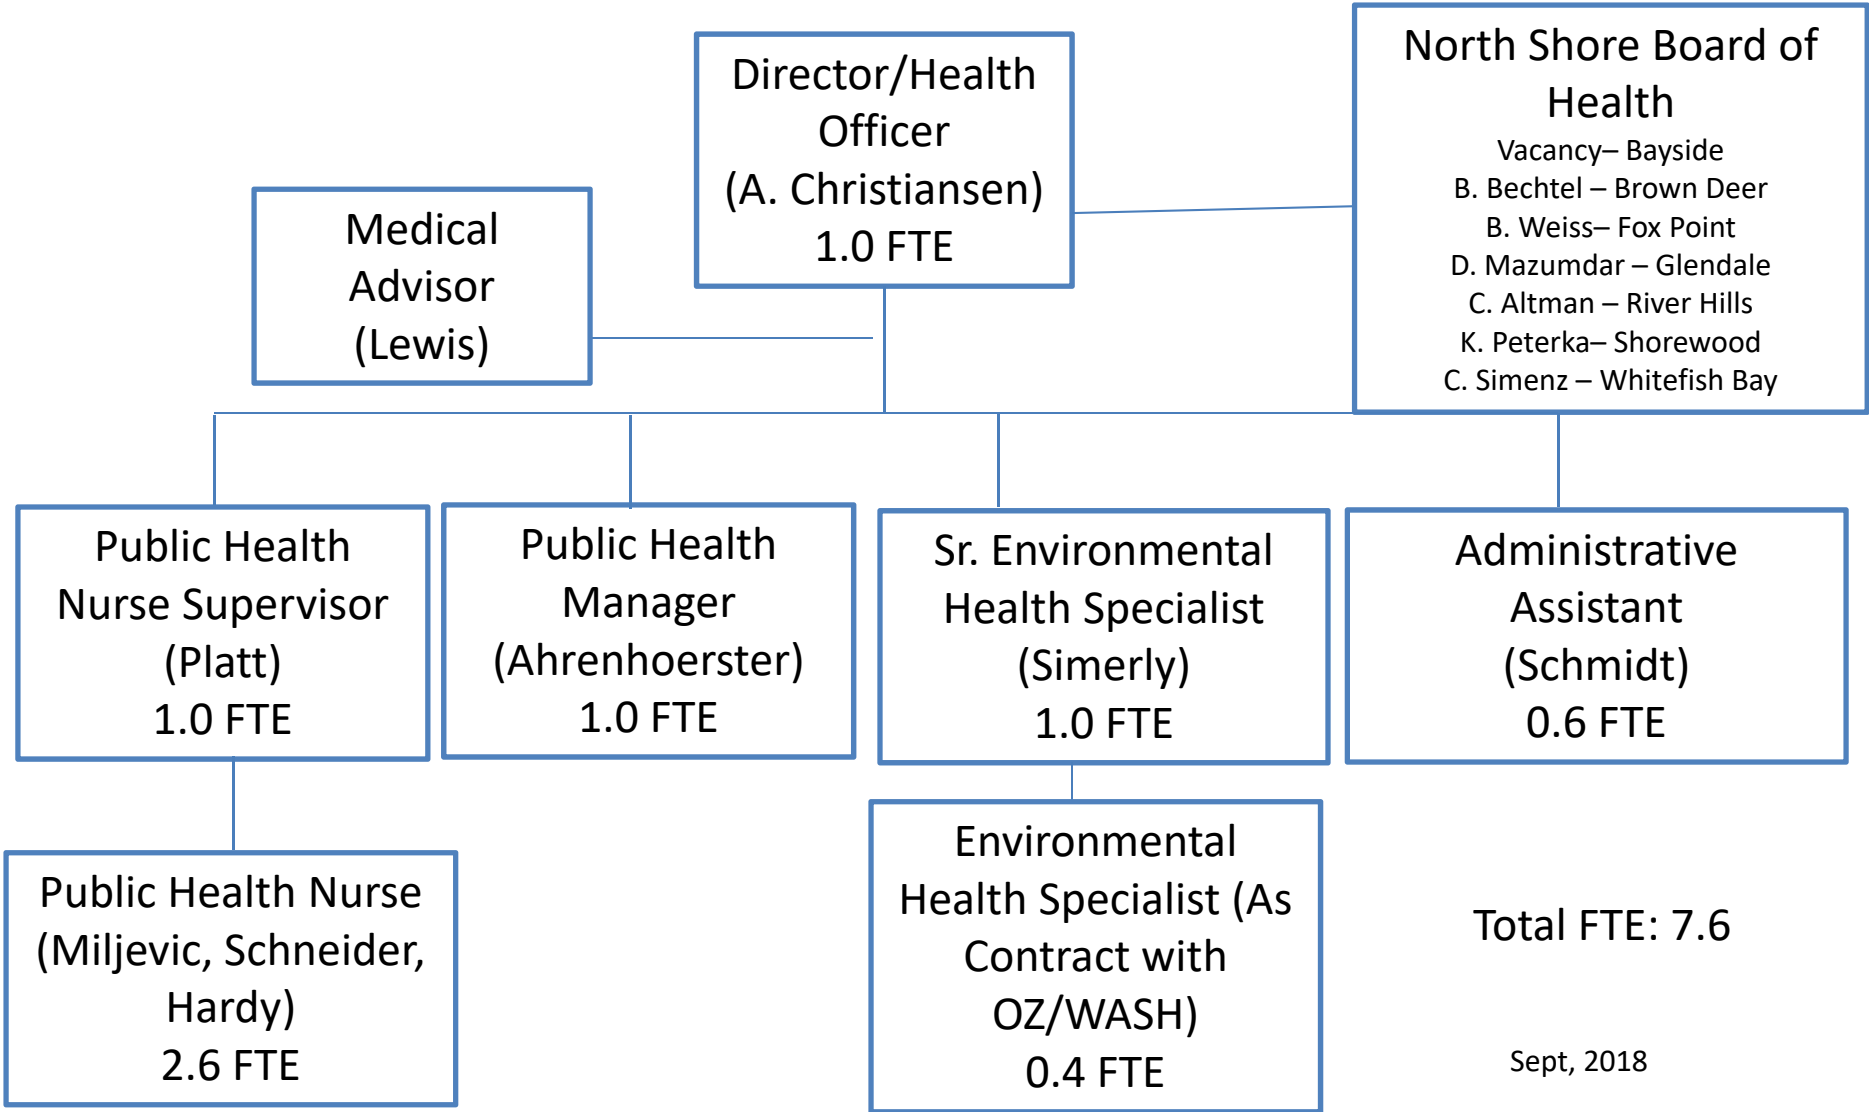 Director/Health
Officer
(A. Christiansen)
1.0 FTE
North Shore Board of
Health
Vacancy– Bayside
B. Bechtel – Brown Deer
B. Weiss– Fox Point
D. Mazumdar – Glendale
C. Altman – River Hills
K. Peterka– Shorewood
C. Simenz – Whitefish Bay
Medical
Advisor
(Lewis)
Public Health
Nurse Supervisor
(Platt)
1.0 FTE
Public Health
Manager
(Ahrenhoerster)
1.0 FTE
Sr. Environmental
Health Specialist
(Simerly)
1.0 FTE
Administrative
Assistant
(Schmidt)
0.6 FTE
Public Health Nurse
(Miljevic, Schneider,
Hardy)
2.6 FTE
Environmental
Health Specialist (As
Contract with
OZ/WASH)
0.4 FTE
Total FTE: 7.6
Sept, 2018